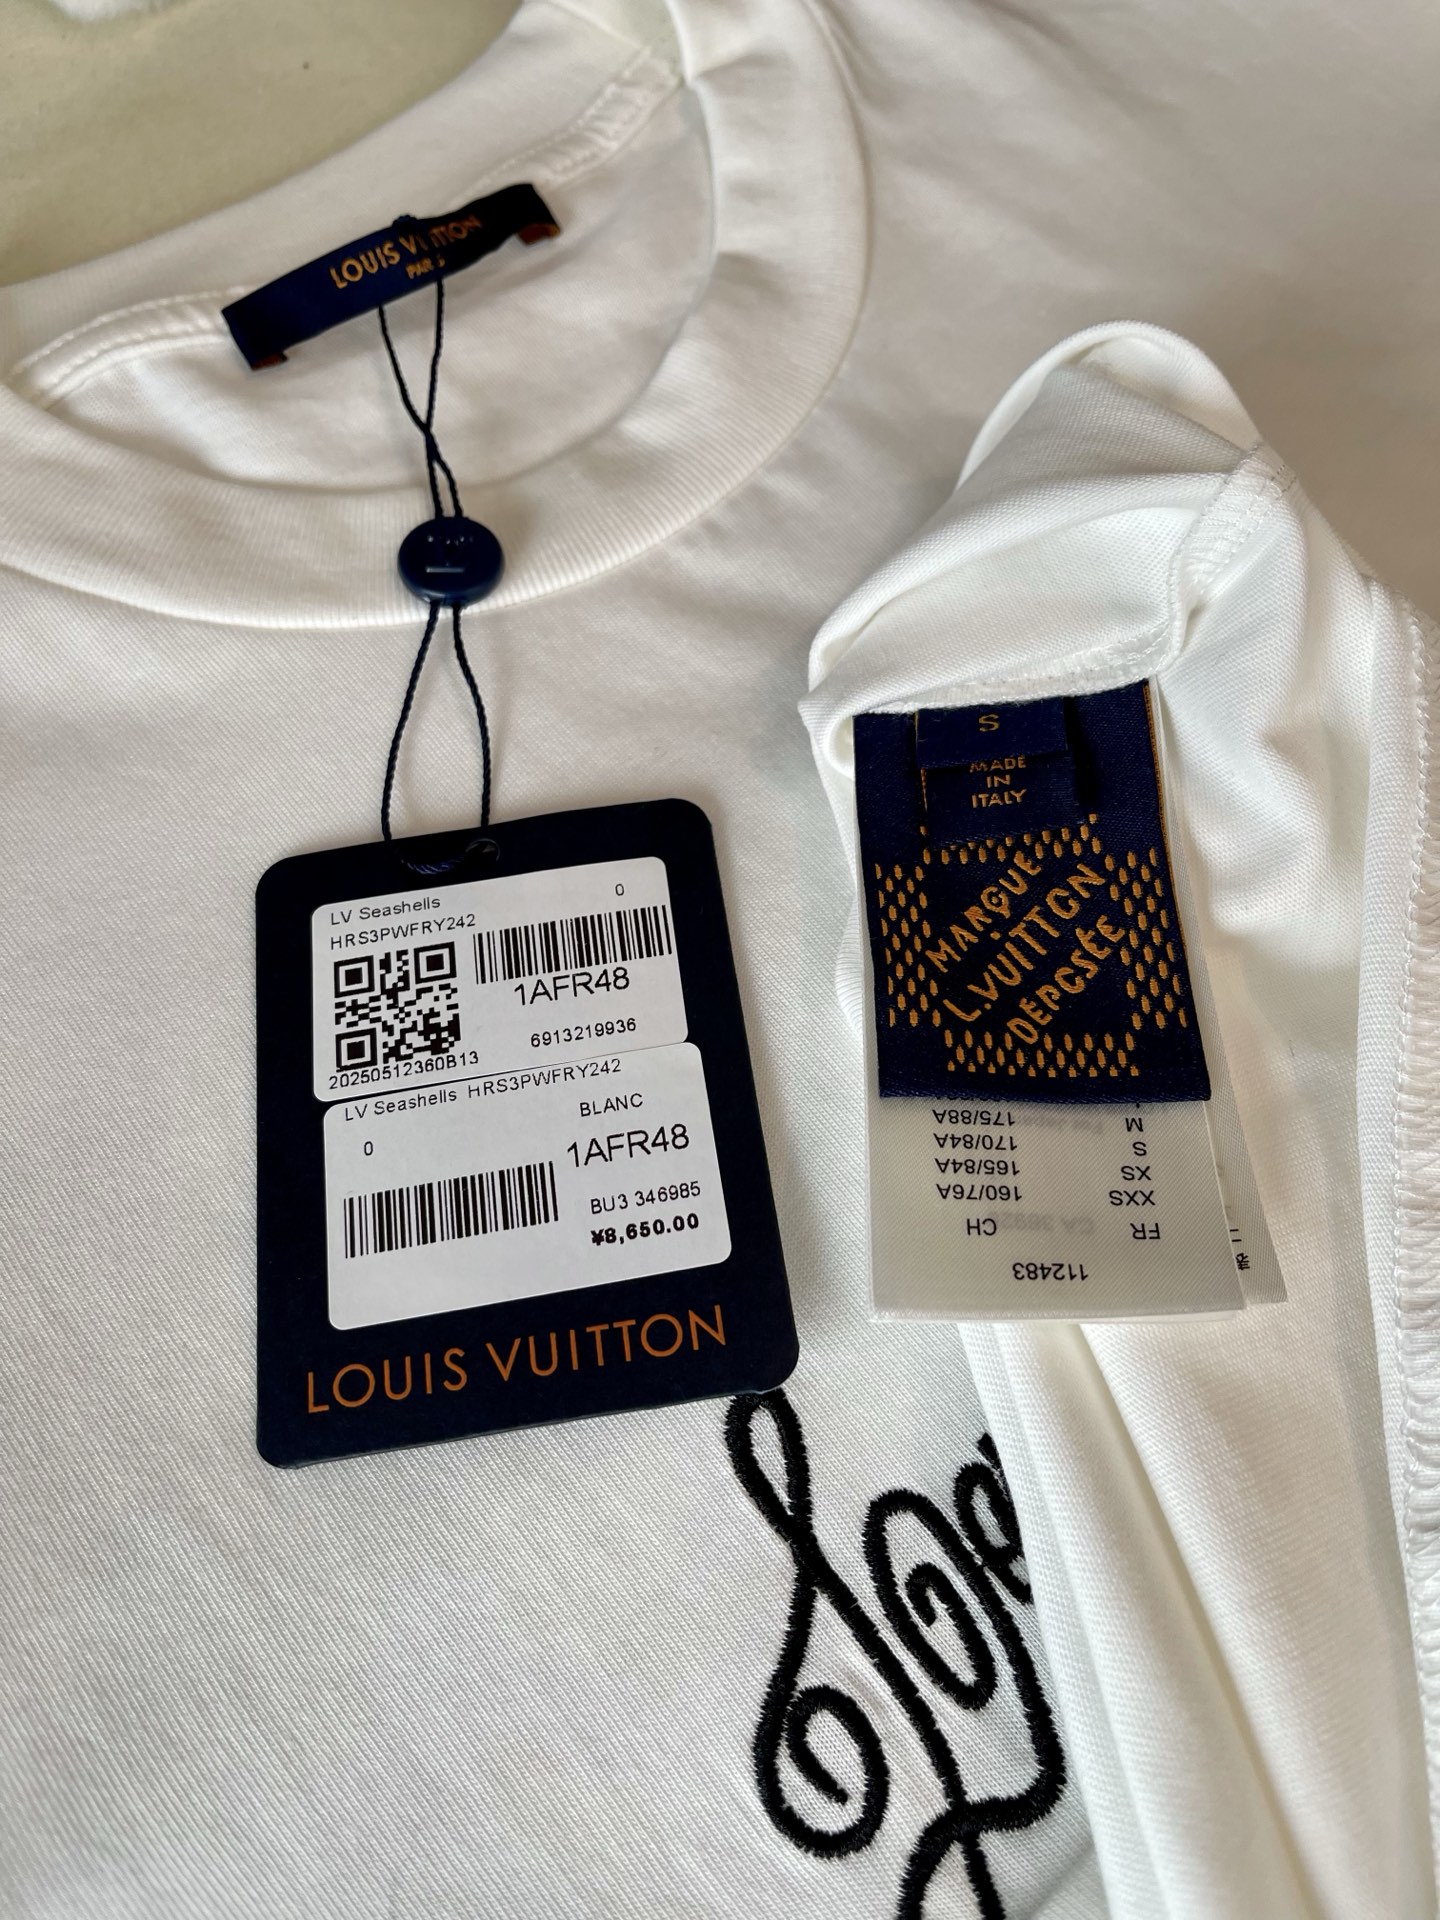 LOUIS VUITTON
LV Seashells
0
HRS3PWFRY242
1AFR48
6913219936
20250512360B13
LV Seashells HRS3PWFRY242
BLANC
0
1AFR48
BU3 346985
¥8,650.00
LOUIS VUITTON
S
MADE
IN
ITALY
MARQUE
L.VUITTON
DÉPOSÉE
112483
FR CH
XXS 160/76A
XS 165/84A
S 170/84A
M 175/88A